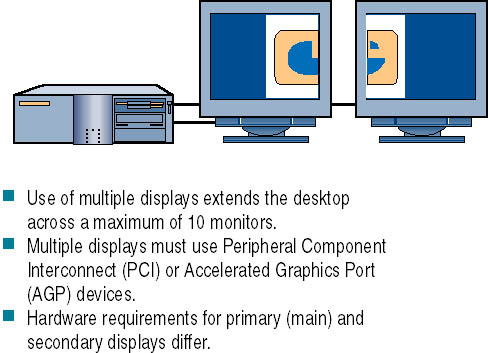 Use of multiple displays extends the desktop
across a maximum of 10 monitors.
Multiple displays must use Peripheral Component
Interconnect (PCI) or Accelerated Graphics Port
(AGP) devices.
Hardware requirements for primary (main) and
secondary displays differ.